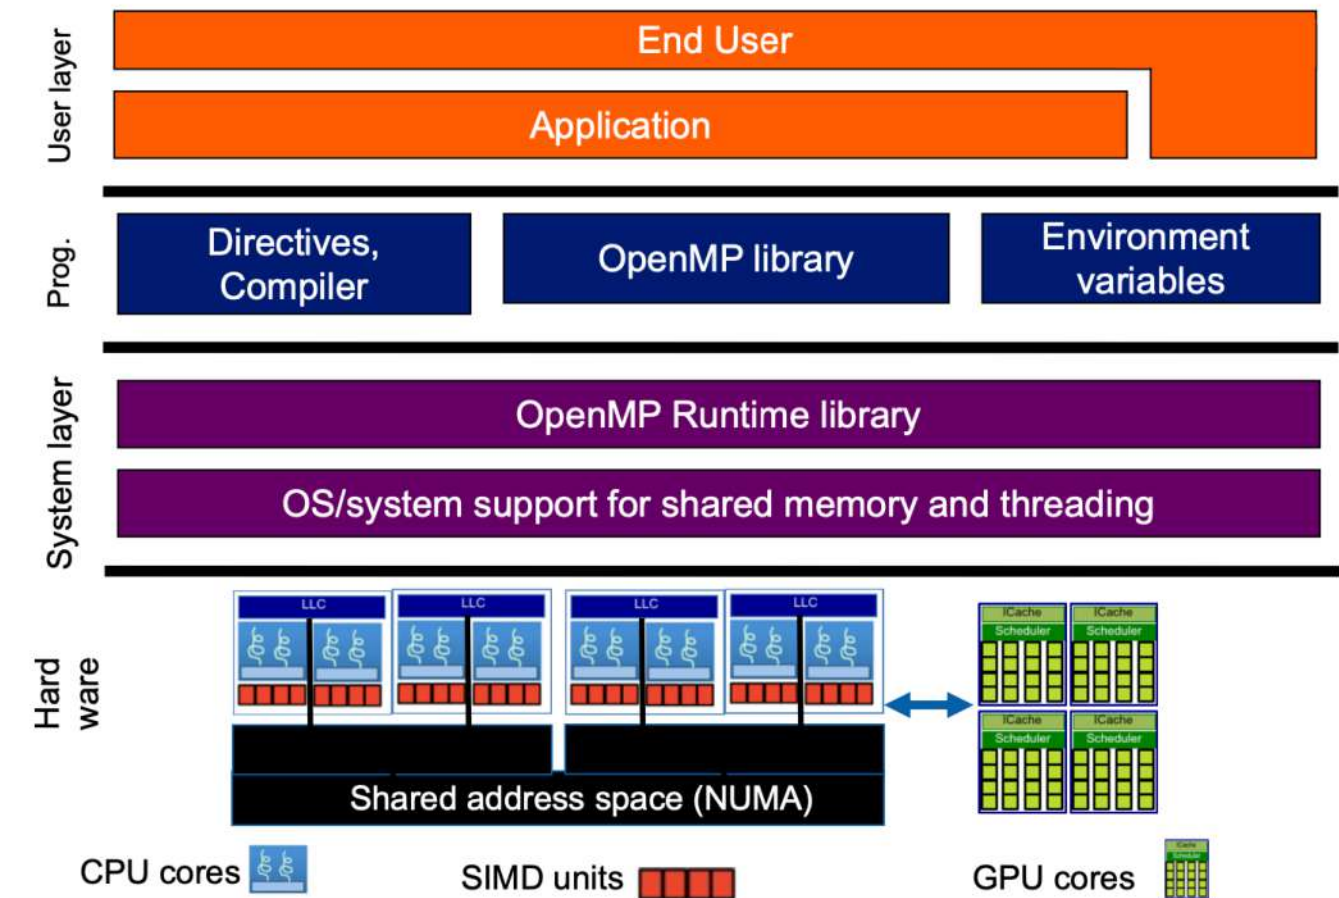 User layer
End User
Application
Prog.
Directives,
Compiler
OpenMP library
Environment
variables
System layer
OpenMP Runtime library
OS/system support for shared memory and threading
Hard
ware
LLC
LLC
LLC
LLC
ICache
ICache
Scheduler
Scheduler
ICache
ICache
Scheduler
Scheduler
Shared address space (NUMA)
CPU cores
SIMD units
GPU cores
ICache
Scheduler